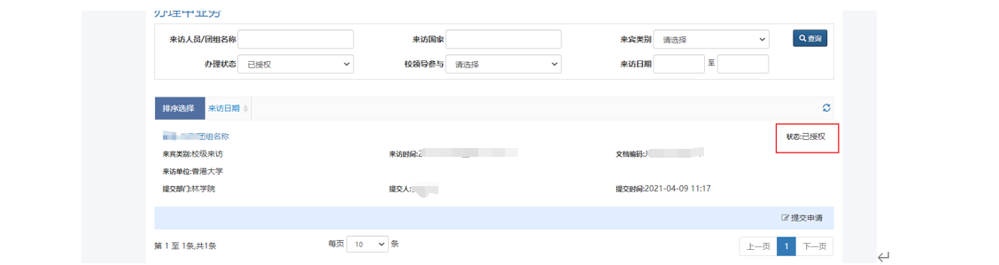 办理中业务
来访人员/团组名称 来访国家 来宾类别 请选择 查询
办理状态 已授权 校领导参与 请选择 来访日期 至
排序选择 来访日期
团组名称 状态:已授权
来宾类别:校级来访 来访时间:2 文档编码:
来访单位:香港大学
提交部门:林学院 提交人: 提交时间:2021-04-09 11:17
提交申请
第 1 至 1条,共1条 每页 10 条 上一页 1 下一页